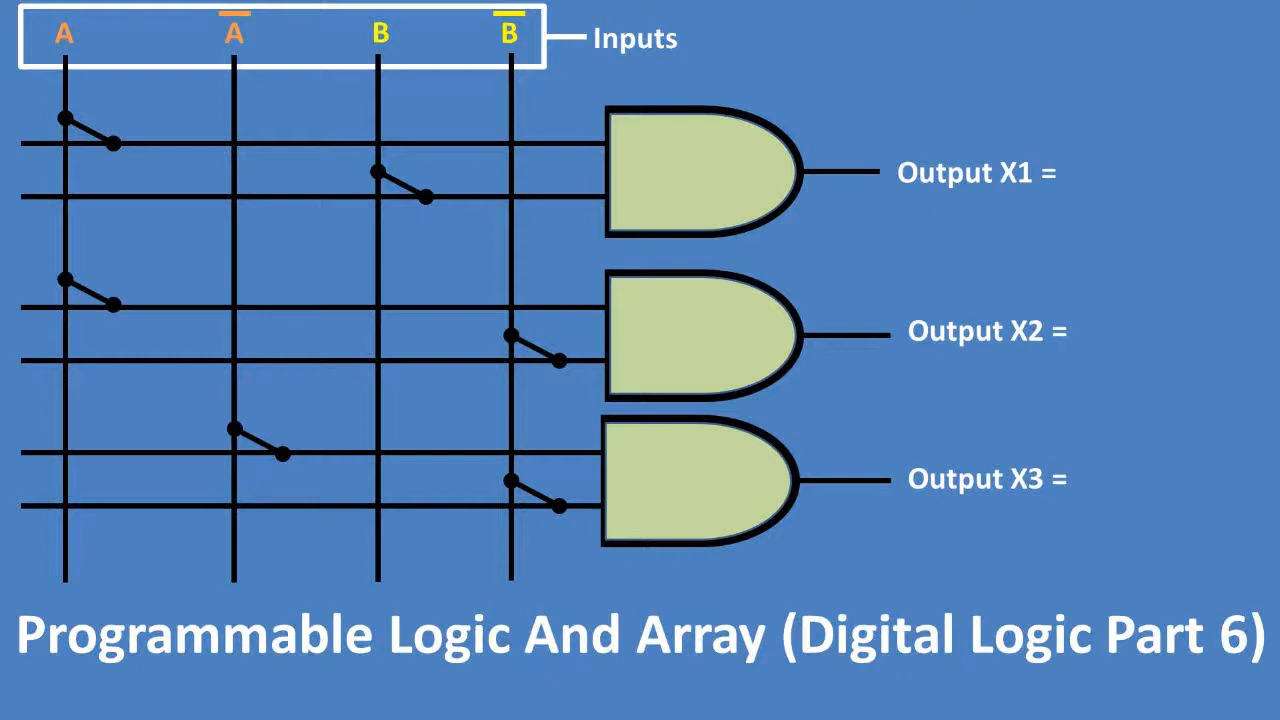 A A̅ B B̅
Inputs
Output X1 =
Output X2 =
Output X3 =
Programmable Logic And Array (Digital Logic Part 6)